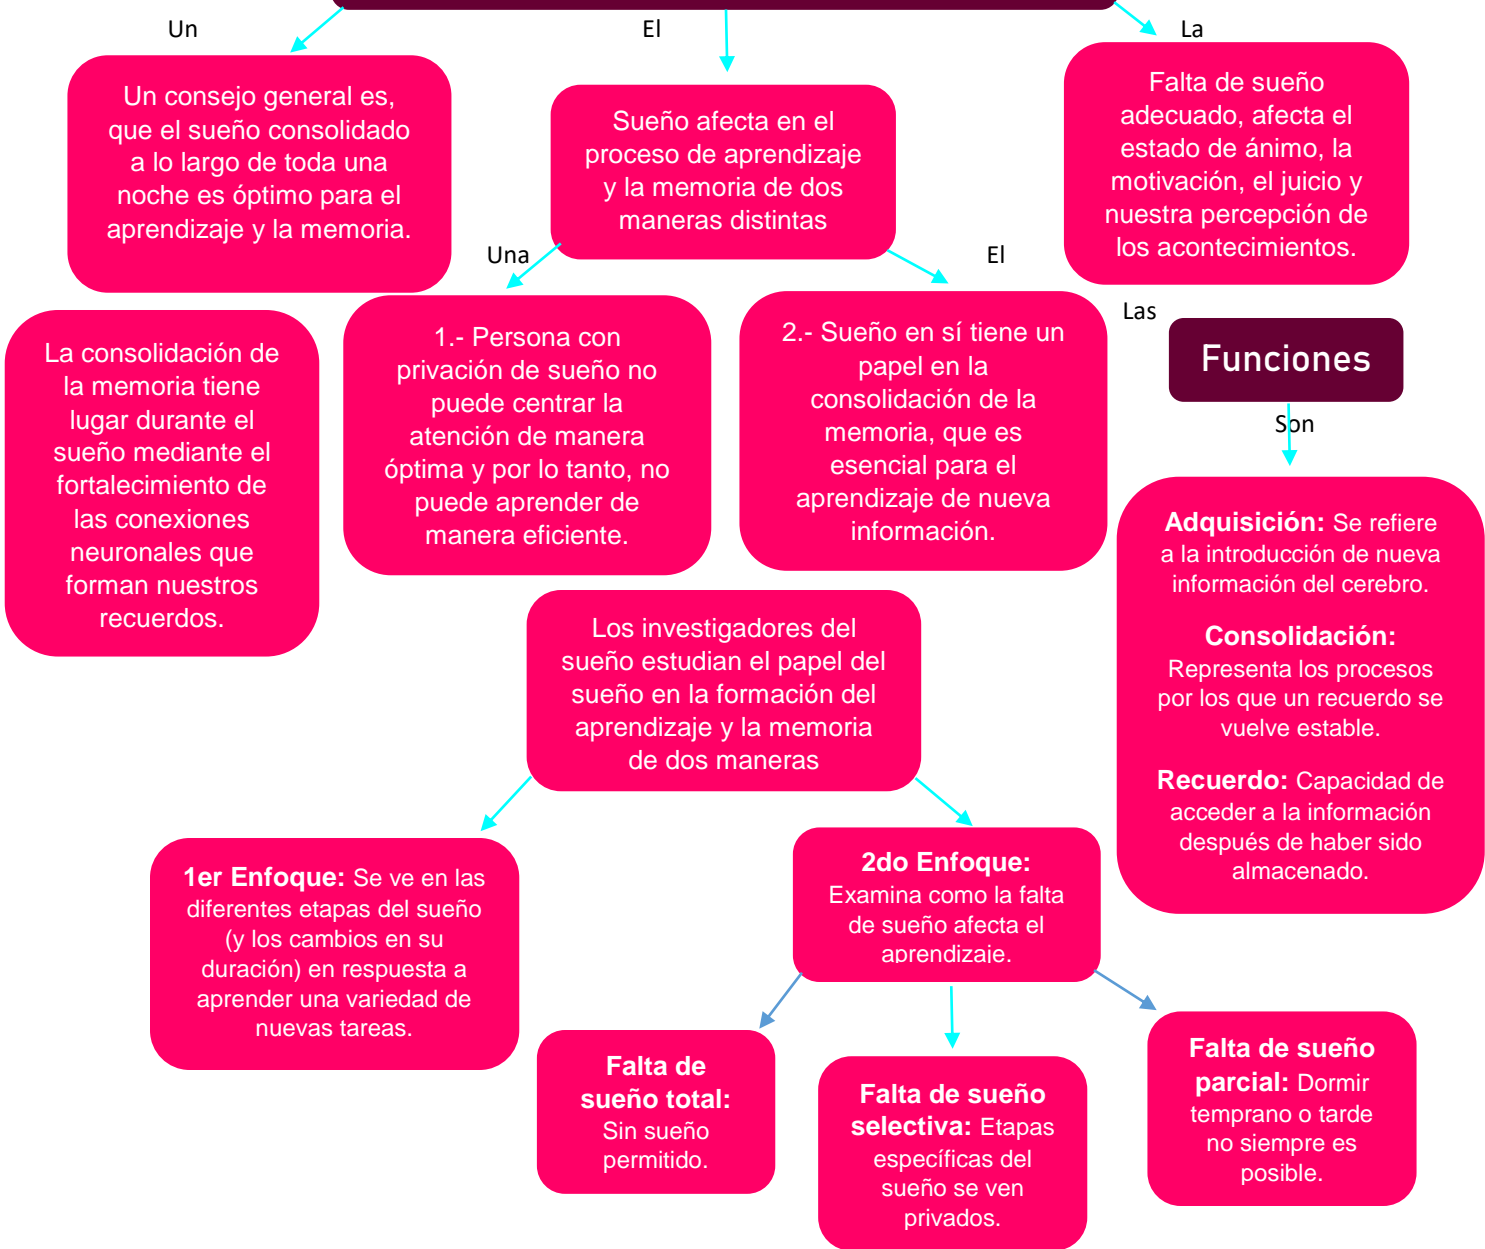 Un
El
La
Un consejo general es,
que el sueño consolidado
a lo largo de toda una
noche es óptimo para el
aprendizaje y la memoria.
Sueño afecta en el
proceso de aprendizaje
y la memoria de dos
maneras distintas
Falta de sueño
adecuado, afecta el
estado de ánimo, la
motivación, el juicio y
nuestra percepción de
los acontecimientos.
Una
El
La consolidación de
la memoria tiene
lugar durante el
sueño mediante el
fortalecimiento de
las conexiones
neuronales que
forman nuestros
recuerdos.
1.- Persona con
privación de sueño no
puede centrar la
atención de manera
óptima y por lo tanto, no
puede aprender de
manera eficiente.
2.- Sueño en sí tiene un
papel en la
consolidación de la
memoria, que es
esencial para el
aprendizaje de nueva
información.
Las
Funciones
Son
Adquisición: Se refiere
a la introducción de nueva
información del cerebro.
Consolidación:
Representa los procesos
por los que un recuerdo se
vuelve estable.
Recuerdo: Capacidad de
acceder a la información
después de haber sido
almacenado.
Los investigadores del
sueño estudian el papel del
sueño en la formación del
aprendizaje y la memoria
de dos maneras
1er Enfoque: Se ve en las
diferentes etapas del sueño
(y los cambios en su
duración) en respuesta a
aprender una variedad de
nuevas tareas.
2do Enfoque:
Examina como la falta
de sueño afecta el
aprendizaje.
Falta de
sueño total:
Sin sueño
permitido.
Falta de sueño
selectiva: Etapas
específicas del
sueño se ven
privados.
Falta de sueño
parcial: Dormir
temprano o tarde
no siempre es
posible.